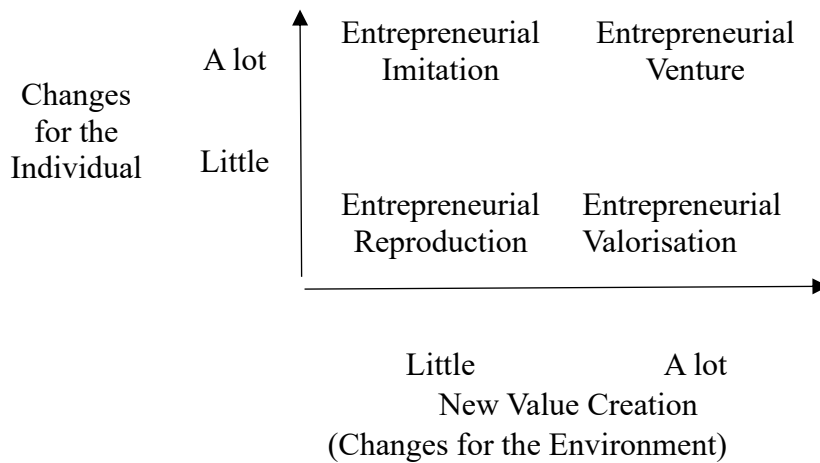 Entrepreneurial Imitation
Entrepreneurial Venture
A lot
Changes for the Individual
Little
Entrepreneurial Reproduction
Entrepreneurial Valorisation
Little
A lot
New Value Creation
(Changes for the Environment)